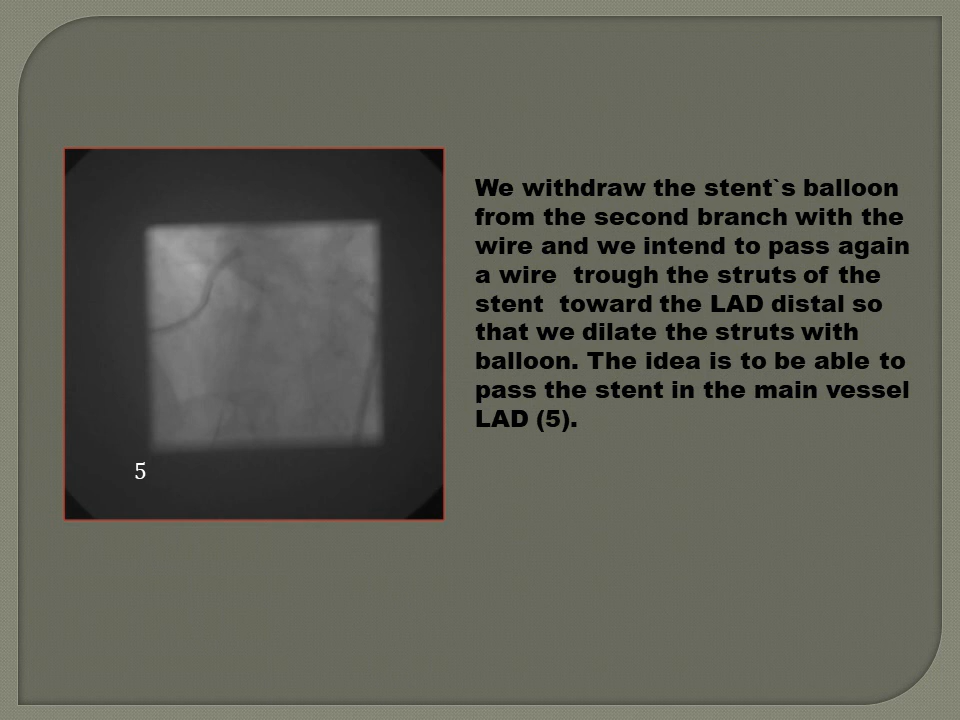 We withdraw the stent`s balloon
from the second branch with the
wire and we intend to pass again
a wire  trough the struts of the
stent  toward the LAD distal so
that we dilate the struts with
balloon. The idea is to be able to
pass the stent in the main vessel
LAD (5).
5